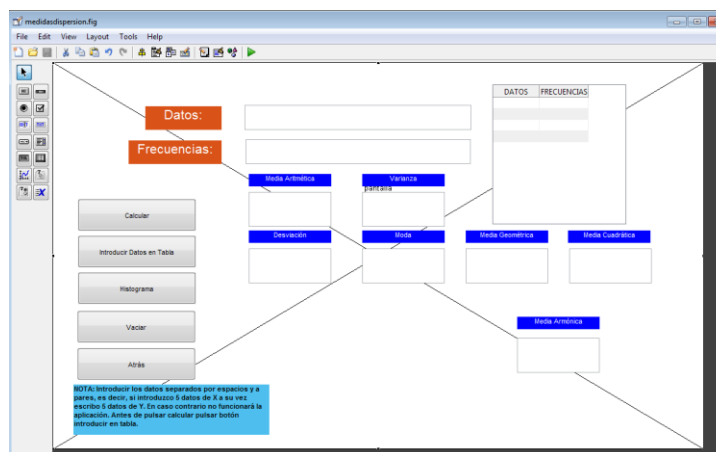 medidasdispersion.fig
File Edit View Layout Tools Help
DATOS FRECUENCIAS
Datos:
Frecuencias:
Media Aritmética Varianza
pantalla
Calcular
Desviación Moda Media Geométrica Media Cuadrática
Introducir Datos en Tabla
Histograma
Vaciar
Media Armónica
Atrás
NOTA: Introducir los datos separados por espacios y a
pares, es decir, si introduzco 5 datos de X a su vez
escribo 5 datos de Y. En caso contrario no funcionará la
aplicación. Antes de pulsar calcular pulsar botón
introducir en tabla.